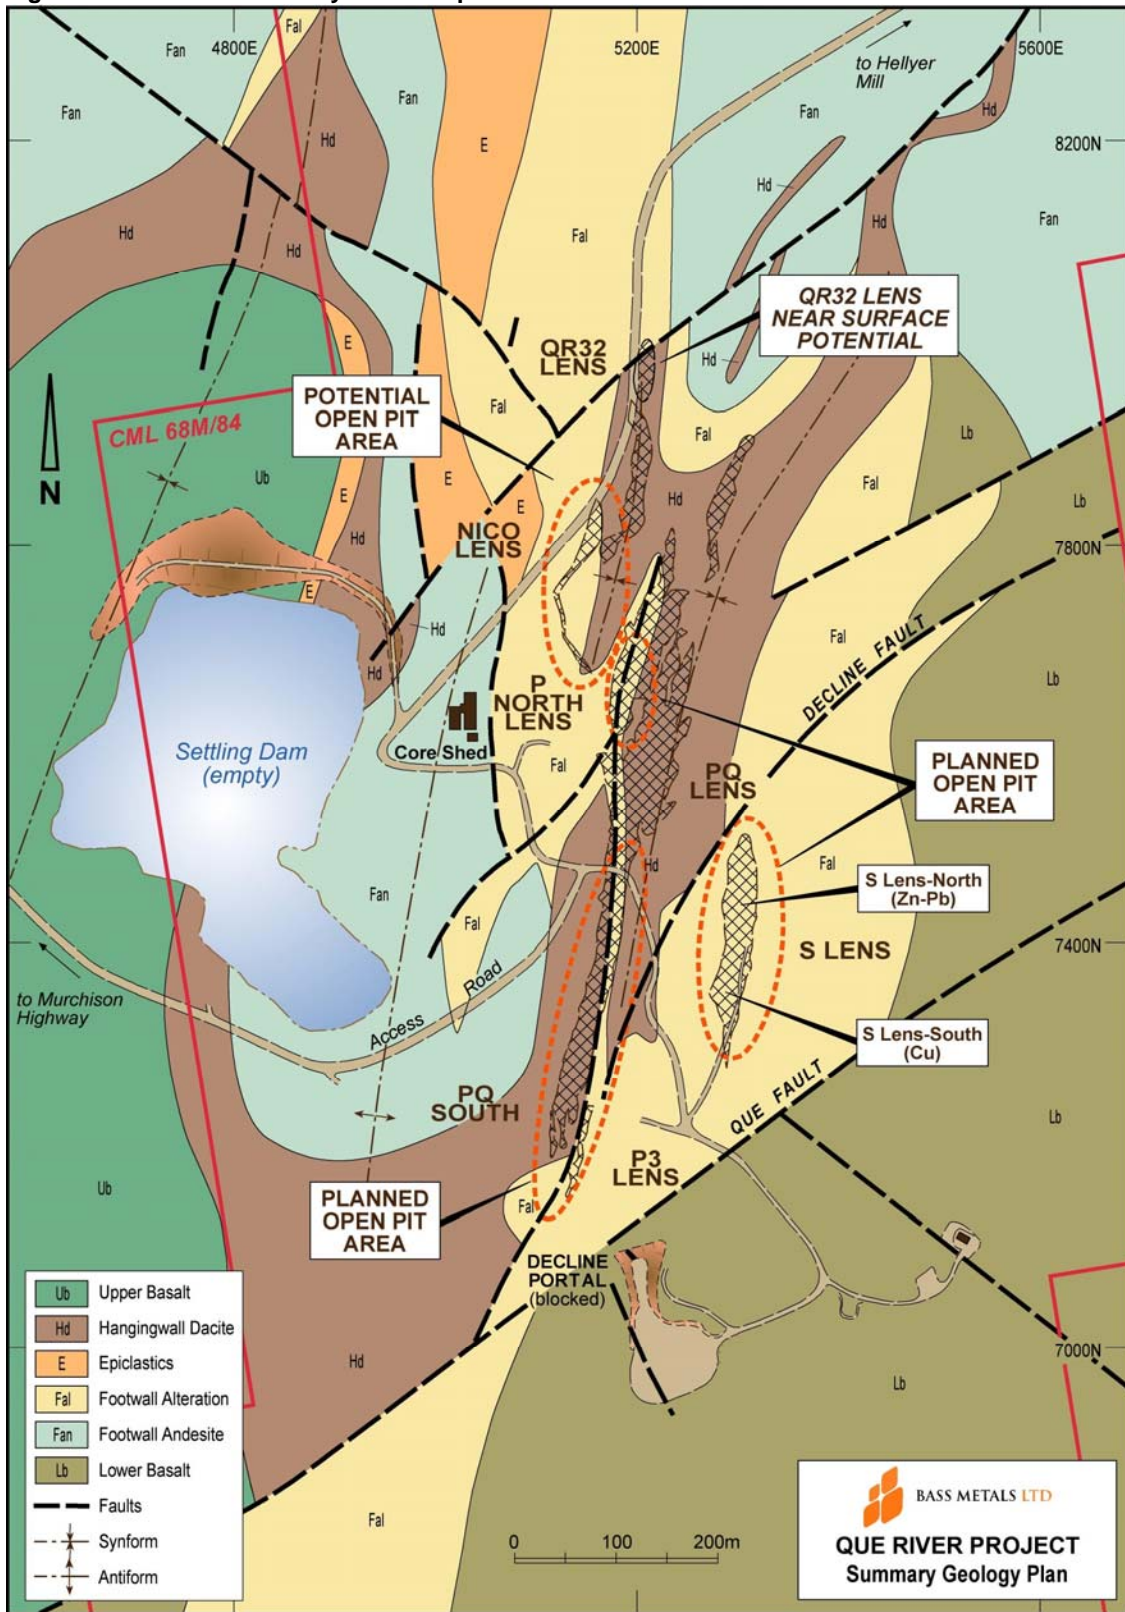 Fan
4800E
Fal
5200E
5600E
to Hellyer
Mill
Fan
Fan
Fan
Hd
8200N
Hd
E
Hd
Hd
Hd
Fal
Hd
Fan
QR32 LENS
NEAR SURFACE
POTENTIAL
E
QR32
LENS
Hd
POTENTIAL
OPEN PIT
AREA
Fal
CML 68M/84
Fal
Lb
N
Ub
E
E
E
Hd
Fal
Lb
Hd
NICO
LENS
7800N
E
Hd
Hd
Fal
DECLINE FAULT
Lb
P
NORTH
LENS
Settling Dam
(empty)
Core Shed
Fal
PQ
LENS
PLANNED
OPEN PIT
AREA
Hd
Fal
S Lens-North
(Zn-Pb)
Fan
Fal
S LENS
7400N
to Murchison
Highway
Access Road
S Lens-South
(Cu)
PQ
SOUTH
QUE FAULT
Lb
P3
LENS
Ub
PLANNED
OPEN PIT
AREA
Fal
DECLINE
PORTAL
(blocked)
Hd
7000N
Lb
Fal
Ub Upper Basalt
Hd Hangingwall Dacite
E Epiclastics
Fal Footwall Alteration
Fan Footwall Andesite
Lb Lower Basalt
Faults
Synform
Antiform
0 100 200m
BASS METALS LTD
QUE RIVER PROJECT
Summary Geology Plan